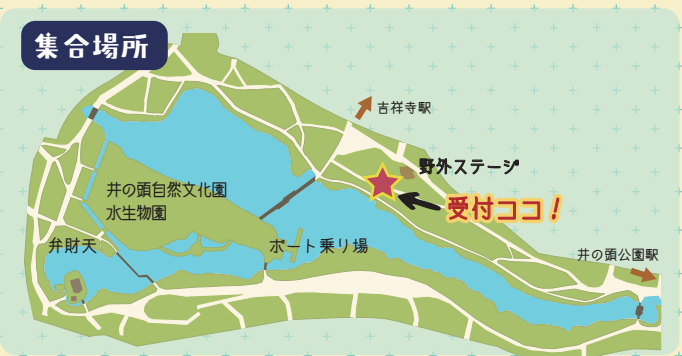 集合場所
吉祥寺駅
野外ステージ
受付ココ！
井の頭自然文化園
水生物園
弁財天
ボート乗り場
井の頭公園駅